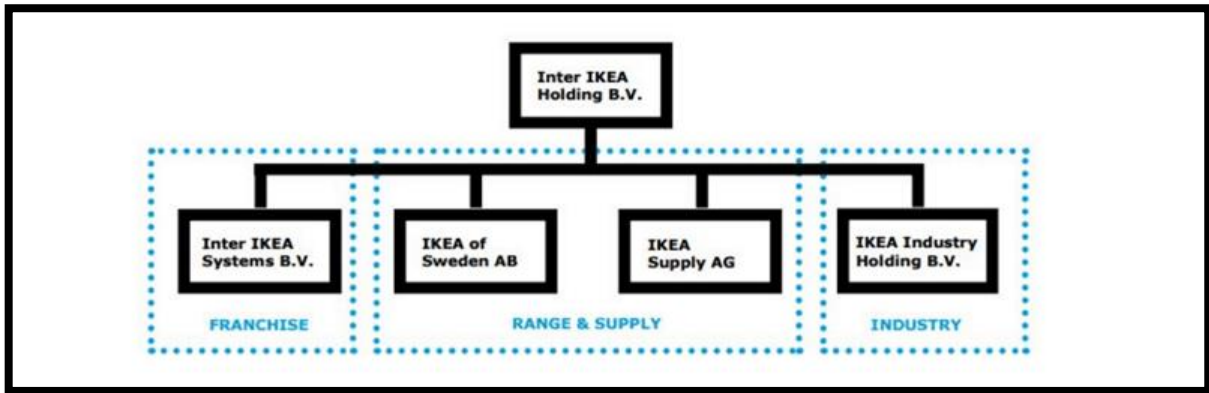 Inter IKEA
Holding B.V.
Inter IKEA
Systems B.V.
IKEA of
Sweden AB
IKEA
Supply AG
IKEA Industry
Holding B.V.
FRANCHISE
RANGE & SUPPLY
INDUSTRY